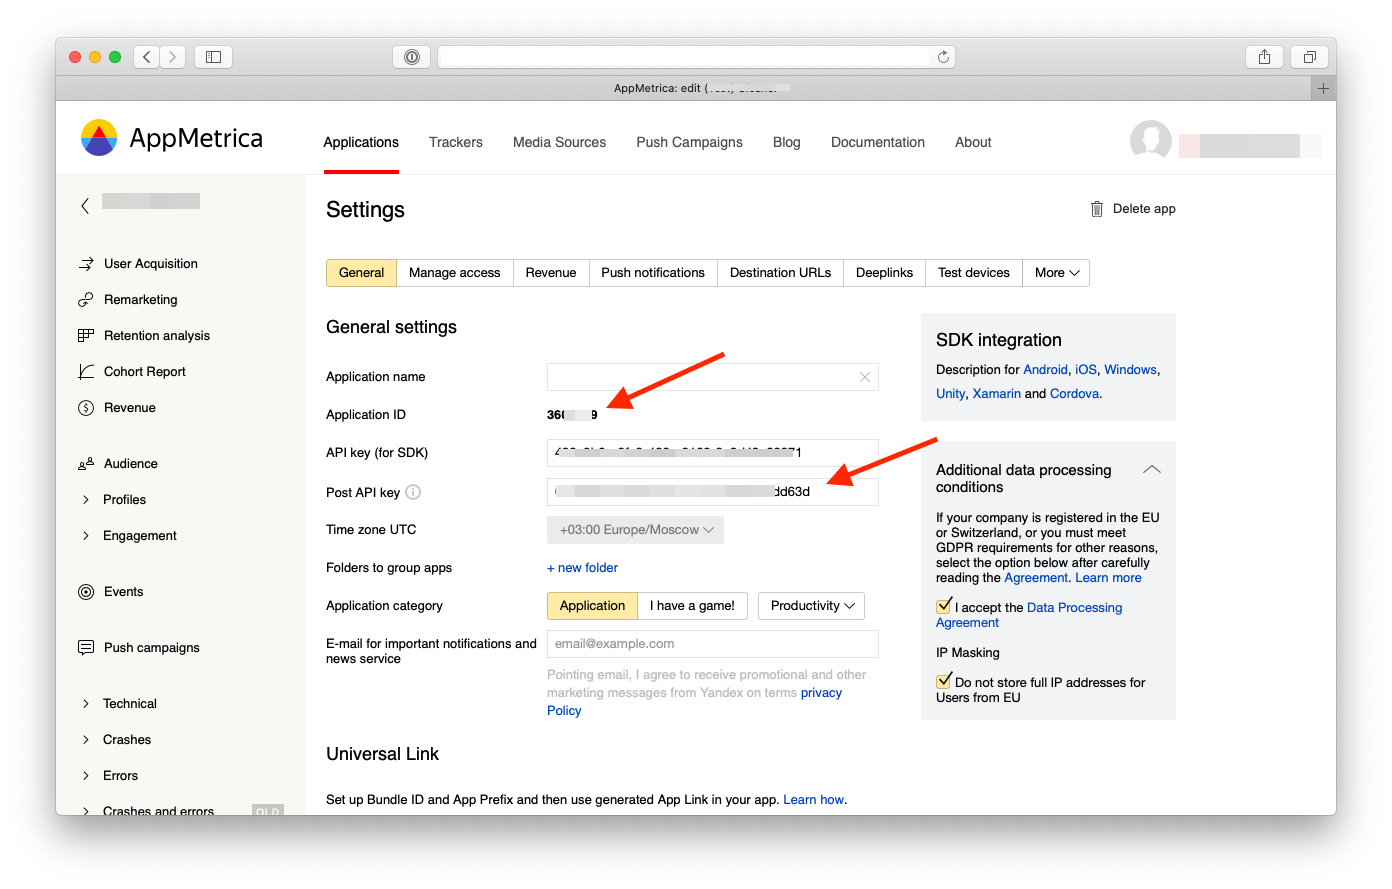 AppMetrica: edit
AppMetrica
Applications
Trackers
Media Sources
Push Campaigns
Blog
Documentation
About
User Acquisition
Remarketing
Retention analysis
Cohort Report
Revenue
Audience
Profiles
Engagement
Events
Push campaigns
Technical
Crashes
Errors
Crashes and errors OLD
Settings
Delete app
General
Manage access
Revenue
Push notifications
Destination URLs
Deeplinks
Test devices
More
General settings
Application name
Application ID
API key (for SDK)
Post API key
dd63d
Time zone UTC
+03:00 Europe/Moscow
Folders to group apps
+ new folder
Application category
Application
I have a game!
Productivity
E-mail for important notifications and
news service
email@example.com
Pointing email, I agree to receive promotional and other
marketing messages from Yandex on terms privacy
Policy
Universal Link
Set up Bundle ID and App Prefix and then use generated App Link in your app. Learn how.
SDK integration
Description for Android, iOS, Windows,
Unity, Xamarin and Cordova.
Additional data processing
conditions
If your company is registered in the EU
or Switzerland, or you must meet
GDPR requirements for other reasons,
select the option below after carefully
reading the Agreement. Learn more
I accept the Data Processing
Agreement
IP Masking
Do not store full IP addresses for
Users from EU